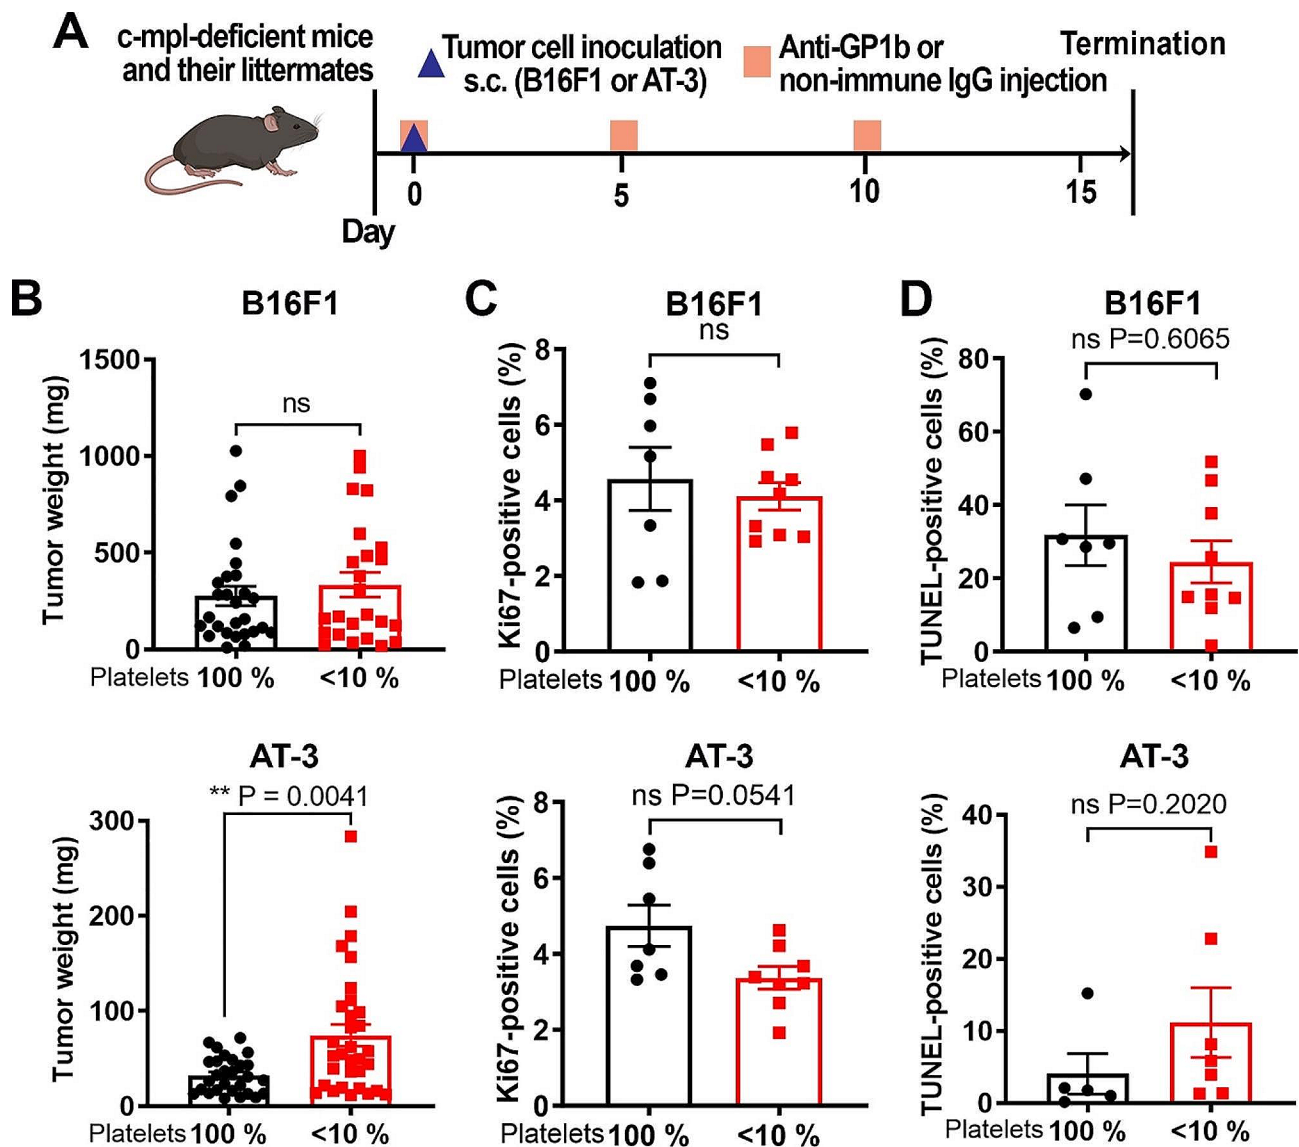 A
c-mpl-deficient mice
and their littermates
Tumor cell inoculation
s.c. (B16F1 or AT-3)
Anti-GP1b or
non-immune IgG injection
Termination
0
5
10
15
Day
B
B16F1
ns
Tumor weight (mg)
1500
1000
500
0
Platelets 100 % <10 %
C
B16F1
ns
Ki67-positive cells (%)
8
6
4
2
0
Platelets 100 % <10 %
D
B16F1
ns P=0.6065
TUNEL-positive cells (%)
80
60
40
20
0
Platelets 100 % <10 %
AT-3
** P = 0.0041
Tumor weight (mg)
300
200
100
0
Platelets 100 % <10 %
AT-3
ns P=0.0541
Ki67-positive cells (%)
8
6
4
2
0
Platelets 100 % <10 %
AT-3
ns P=0.2020
TUNEL-positive cells (%)
40
30
20
10
0
Platelets 100 % <10 %